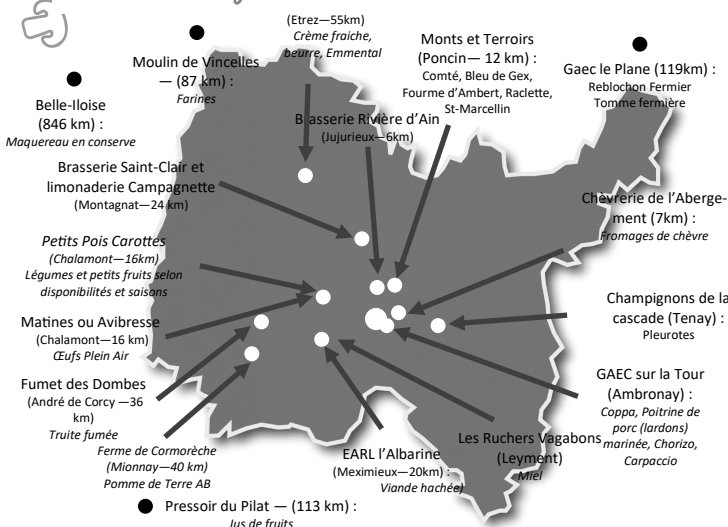 (Etrez—55km)
Crème fraiche,
beurre, Emmental
Moulin de Vincelles
— (87 km) :
Farines
Monts et Terroirs
(Poncin— 12 km) :
Comté, Bleu de Gex,
Fourme d'Ambert, Raclette,
St-Marcellin
Gaec le Plane (119km) :
Reblochon Fermier
Tomme fermière
Belle-Iloise
(846 km) :
Maquereau en conserve
B asserie Rivière d'Ain
(Jujurieux—6km)
Brasserie Saint-Clair et
limonaderie Campagnette
(Montagnat—24 km)
Chèvrerie de l'Aberge-
ment (7km) :
Fromages de chèvre
Petits Pois Carottes
(Chalamont—16km)
Légumes et petits fruits selon
disponibilités et saisons
Champignons de la
cascade (Tenay) :
Pleurotes
Matines ou Avibresse
(Chalamont—16 km)
Œufs Plein Air
GAEC sur la Tour
(Ambronay) :
Coppa, Poitrine de
porc (lardons)
marinée, Chorizo,
Carpaccio
Fumet des Dombes
(André de Corcy —36
km)
Truite fumée
Ferme de Cormorèche
(Mionnay—40 km)
Pomme de Terre AB
EARL l'Albarine
(Meximieux—20km) :
Viande hachée)
Les Ruchers Vagabons
(Leyment)
Miel
Pressoir du Pilat — (113 km) :
Jus de fruits